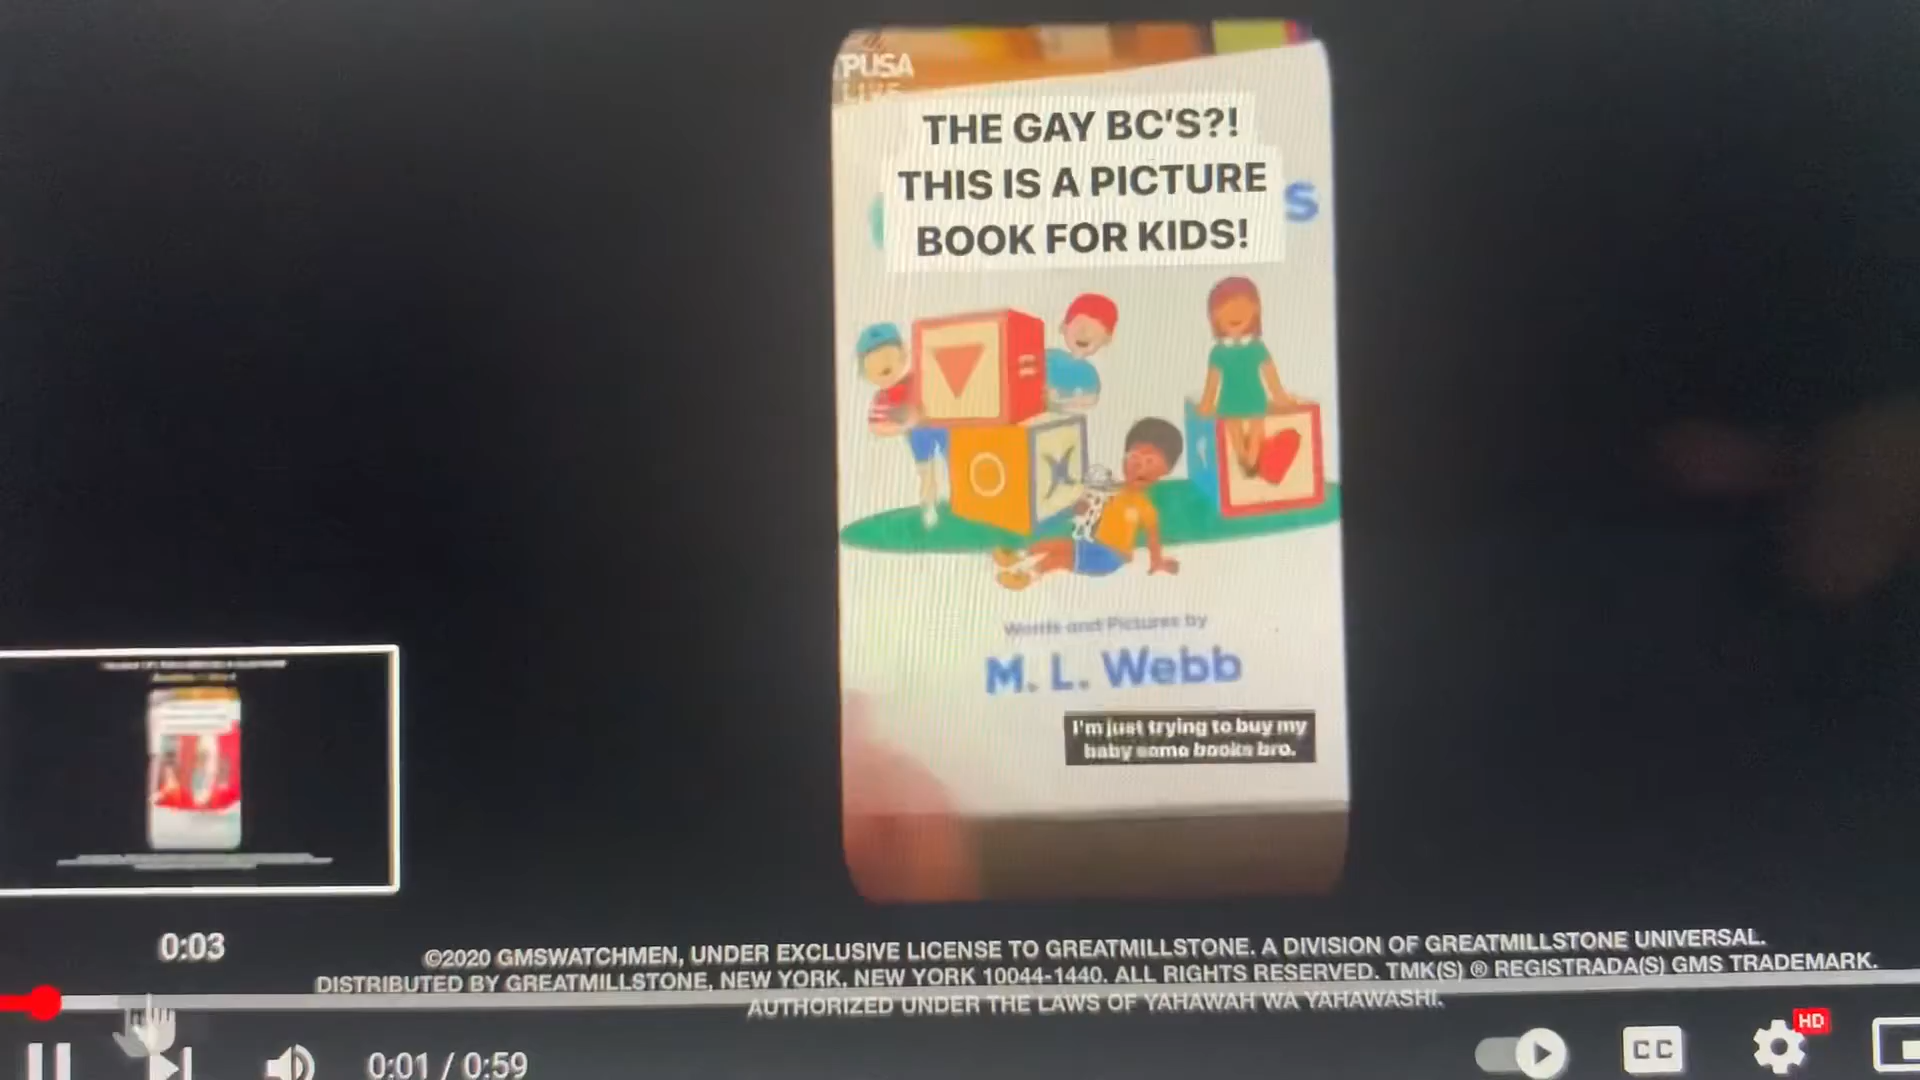 TPUSA
LIVE
THE GAY BC'S?!
THIS IS A PICTURE
BOOK FOR KIDS!
S
Words and Pictures by
M. L. Webb
I'm just trying to buy my
baby some books bro.
0:03
©2020 GMSWATCHMEN, UNDER EXCLUSIVE LICENSE TO GREATMILLSTONE. A DIVISION OF GREATMILLSTONE UNIVERSAL.
DISTRIBUTED BY GREATMILLSTONE, NEW YORK, NEW YORK 10044-1440. ALL RIGHTS RESERVED. TMK(S) ® REGISTRADA(S) GMS TRADEMARK.
AUTHORIZED UNDER THE LAWS OF YAHAWAH WA YAHAWASHI.
0:01 / 0:59
CC
HD